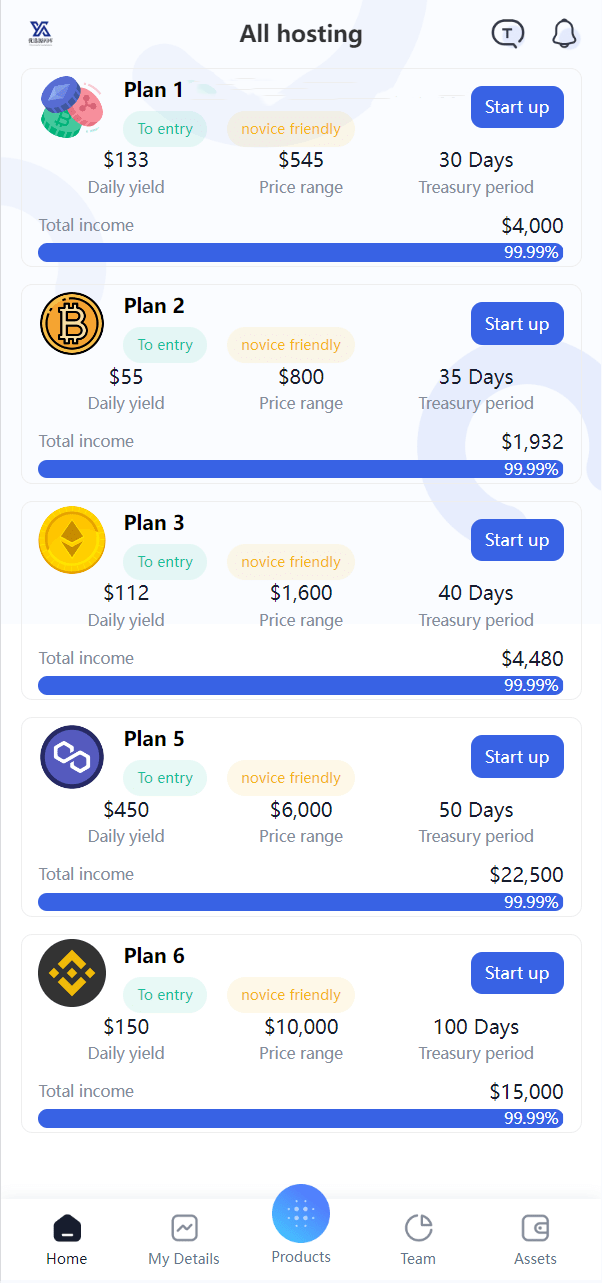 All hosting
T
Plan 1
Start up
To entry
novice friendly
$133
$545
30 Days
Daily yield
Price range
Treasury period
Total income
$4,000
99.99%
Plan 2
Start up
To entry
novice friendly
$55
$800
35 Days
Daily yield
Price range
Treasury period
Total income
$1,932
99.99%
Plan 3
Start up
To entry
novice friendly
$112
$1,600
40 Days
Daily yield
Price range
Treasury period
Total income
$4,480
99.99%
Plan 5
Start up
To entry
novice friendly
$450
$6,000
50 Days
Daily yield
Price range
Treasury period
Total income
$22,500
99.99%
Plan 6
Start up
To entry
novice friendly
$150
$10,000
100 Days
Daily yield
Price range
Treasury period
Total income
$15,000
99.99%
Home
My Details
Products
Team
Assets